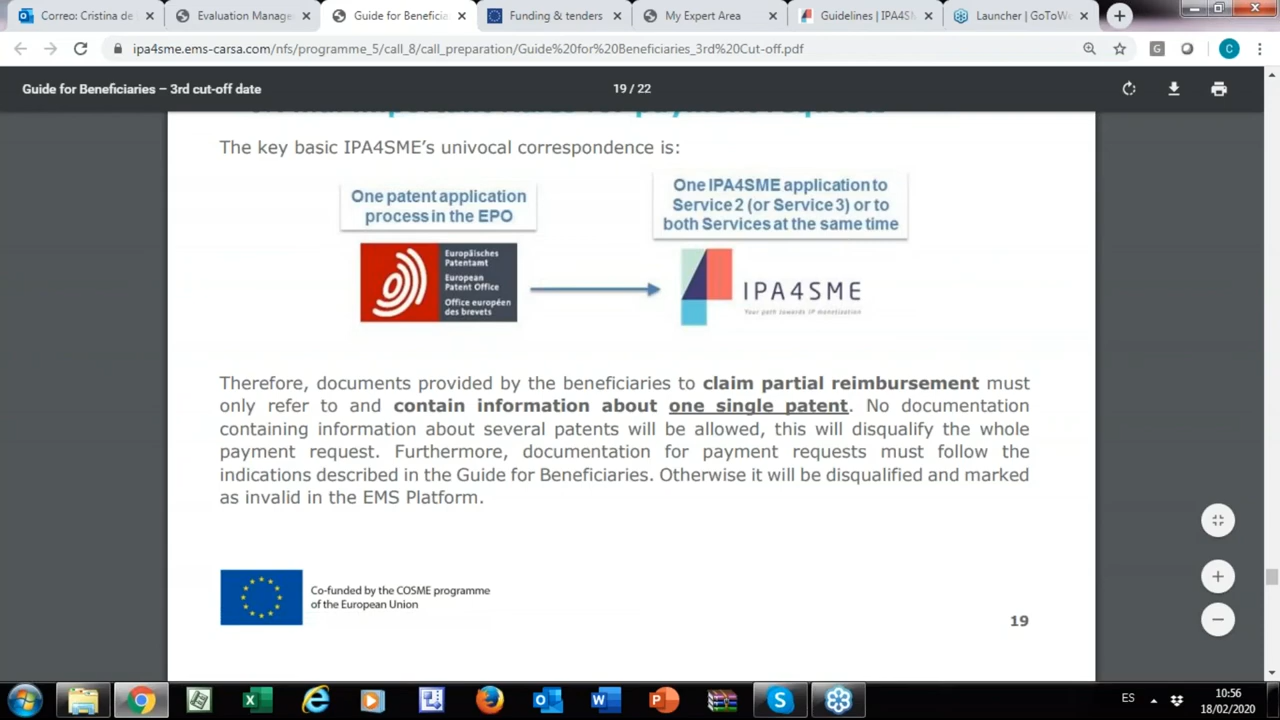 Correo: Cristina de
Evaluation Manage
Guide for Beneficia
Funding & tenders
My Expert Area
Guidelines | IPA4SM
Launcher | GoToWe
ipa4sme.ems-carsa.com/nfs/programme_5/call_8/call_preparation/Guide%20for%20Beneficiaries_3rd%20Cut-off.pdf
Guide for Beneficiaries – 3rd cut-off date
19 / 22
The key basic IPA4SME's univocal correspondence is:
One patent application
process in the EPO
One IPA4SME application to
Service 2 (or Service 3) or to
both Services at the same time
Europäisches
Patentamt
European
Patent Office
Office européen
des brevets
IPA4SME
Your path towards IP monetization
Therefore, documents provided by the beneficiaries to claim partial reimbursement must
only refer to and contain information about one single patent. No documentation
containing information about several patents will be allowed, this will disqualify the whole
payment request. Furthermore, documentation for payment requests must follow the
indications described in the Guide for Beneficiaries. Otherwise it will be disqualified and marked
as invalid in the EMS Platform.
Co-funded by the COSME programme
of the European Union
19
ES
10:56
18/02/2020